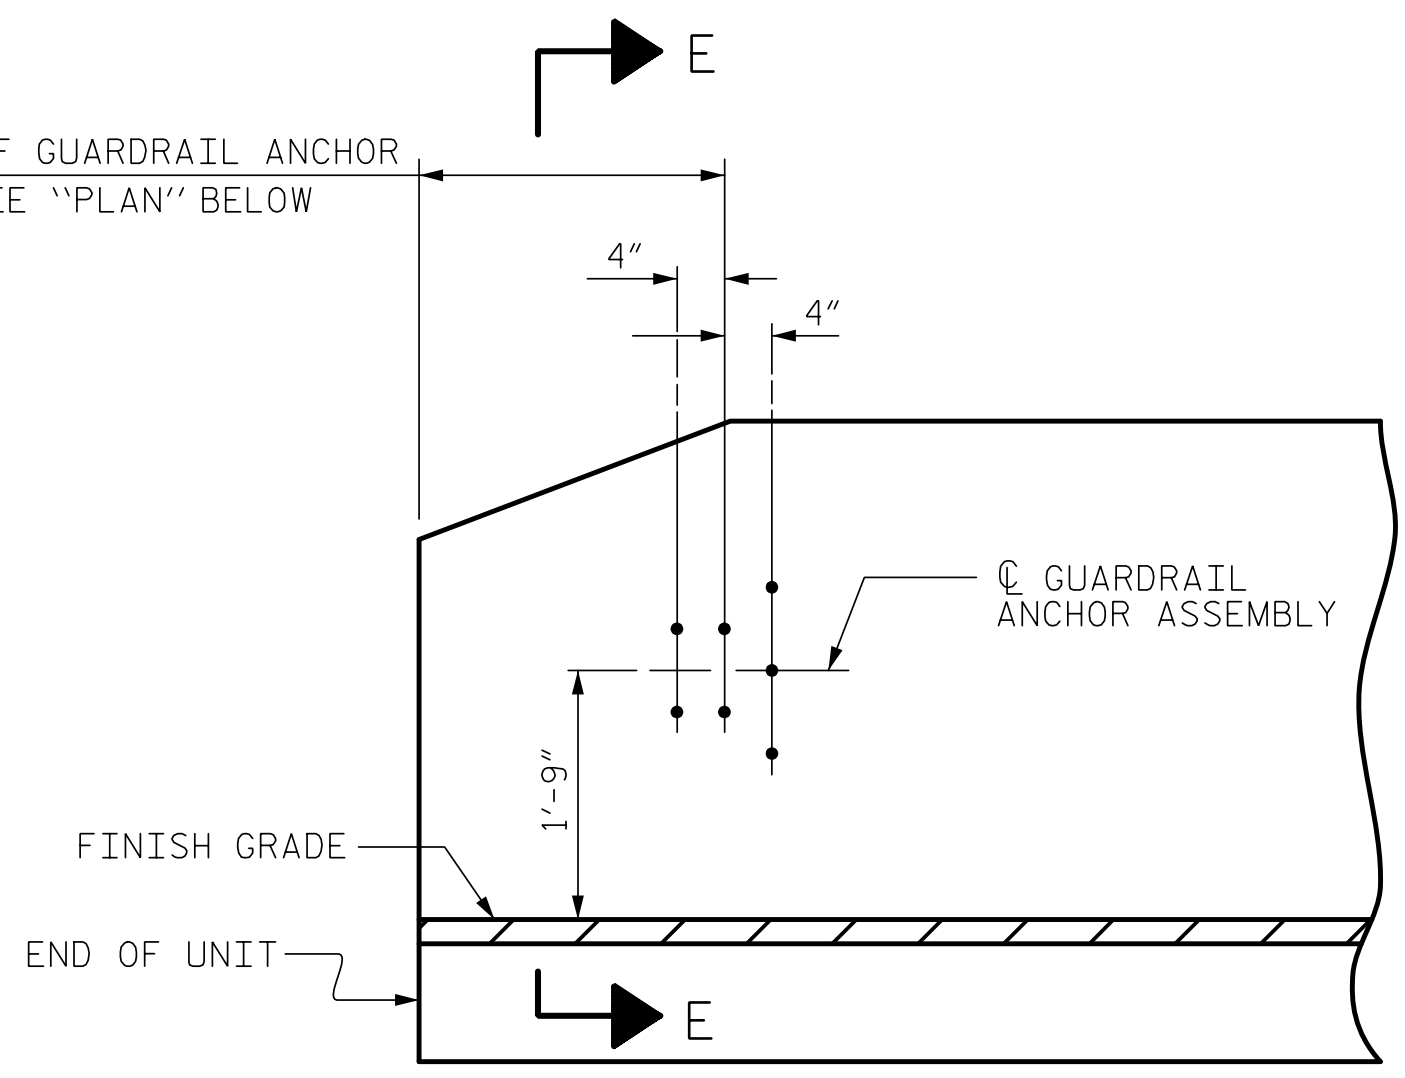 E
GUARDRAIL ANCHOR
"PLAN" BELOW
4"
4"
℄ GUARDRAIL
ANCHOR ASSEMBLY
1'-9"
FINISH GRADE
END OF UNIT
E